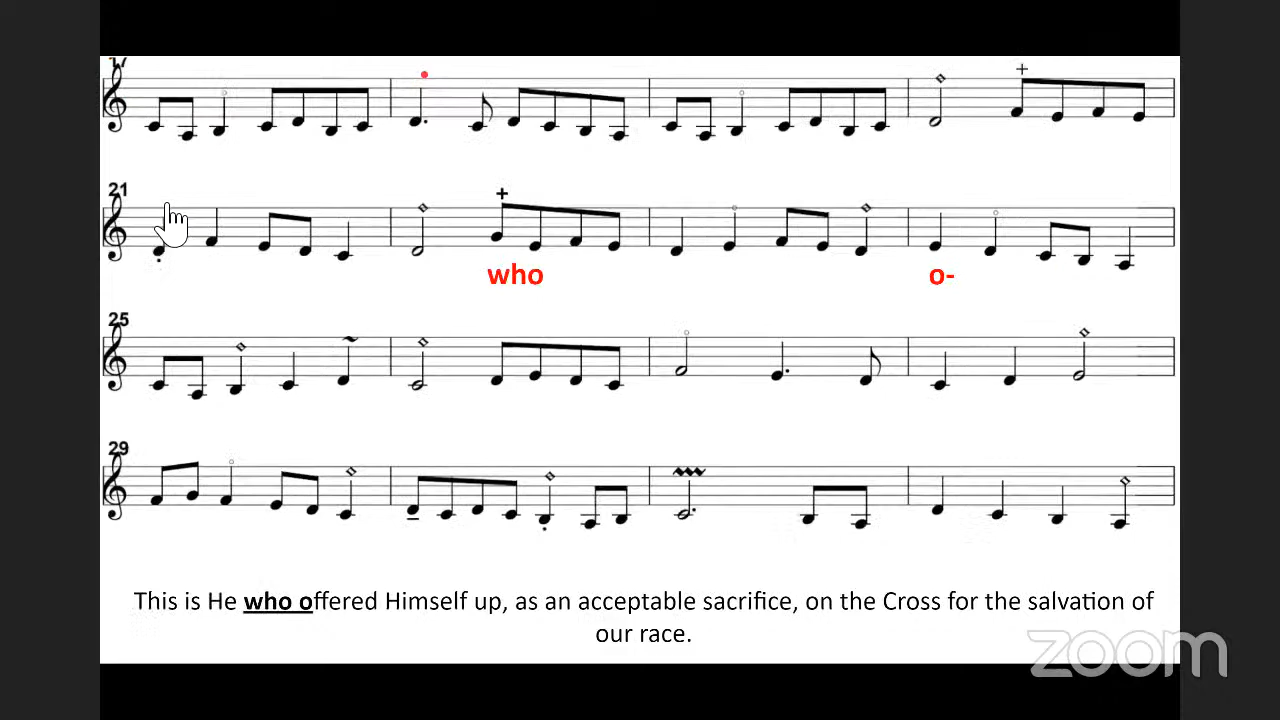 17
21
who o-
25
29
This is He who offered Himself up, as an acceptable sacrifice, on the Cross for the salvation of
our race.
zoom